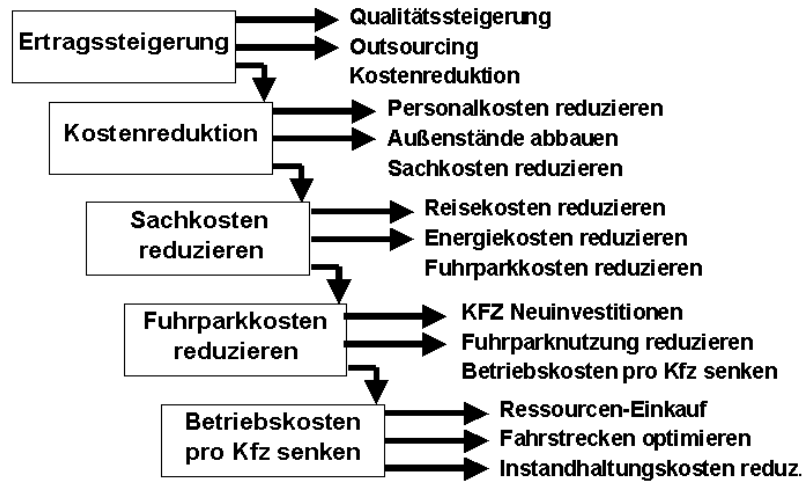 Ertragssteigerung
Qualitätssteigerung
Outsourcing
Kostenreduktion
Kostenreduktion
Personalkosten reduzieren
Außenstände abbauen
Sachkosten reduzieren
Sachkosten
reduzieren
Reisekosten reduzieren
Energiekosten reduzieren
Fuhrparkkosten reduzieren
Fuhrparkkosten
reduzieren
KFZ Neuinvestitionen
Fuhrparknutzung reduzieren
Betriebskosten pro Kfz senken
Betriebskosten
pro Kfz senken
Ressourcen-Einkauf
Fahrstrecken optimieren
Instandhaltungskosten reduz.